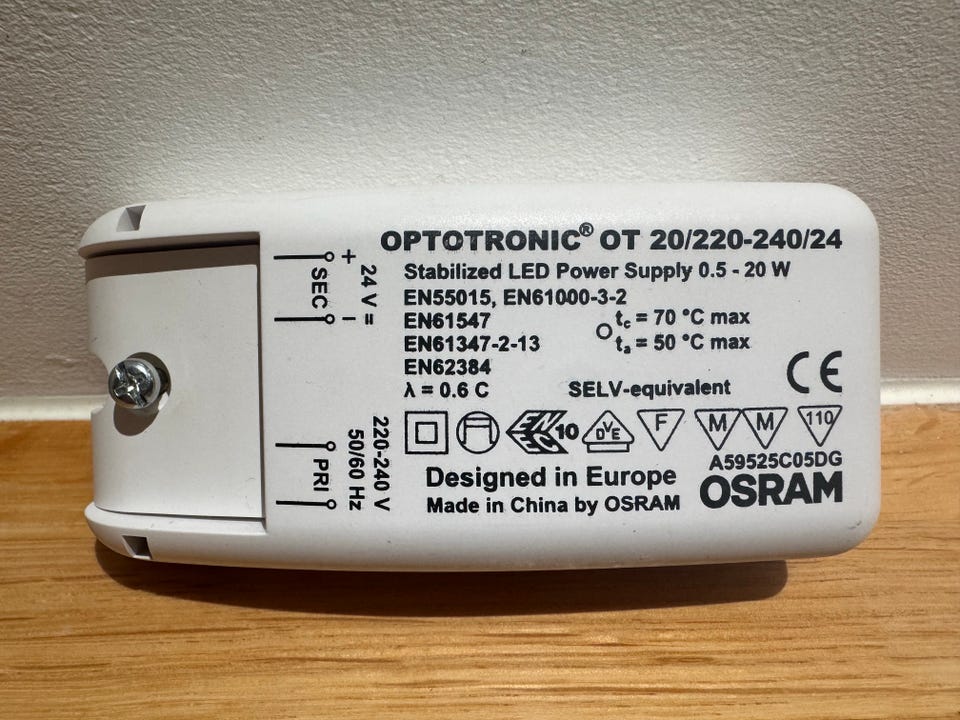 OPTOTRONIC® OT 20/220-240/24
Stabilized LED Power Supply 0.5 - 20 W
EN55015, EN61000-3-2
EN61547
EN61347-2-13
EN62384
λ = 0.6 C
tc = 70 °C max
ta = 50 °C max
SELV-equivalent
CE
ENEC 10
DVE
F
M
M
110
A59525C05DG
Designed in Europe
Made in China by OSRAM
OSRAM
+
SEC
24 V =
−
220-240 V
50/60 Hz
PRI